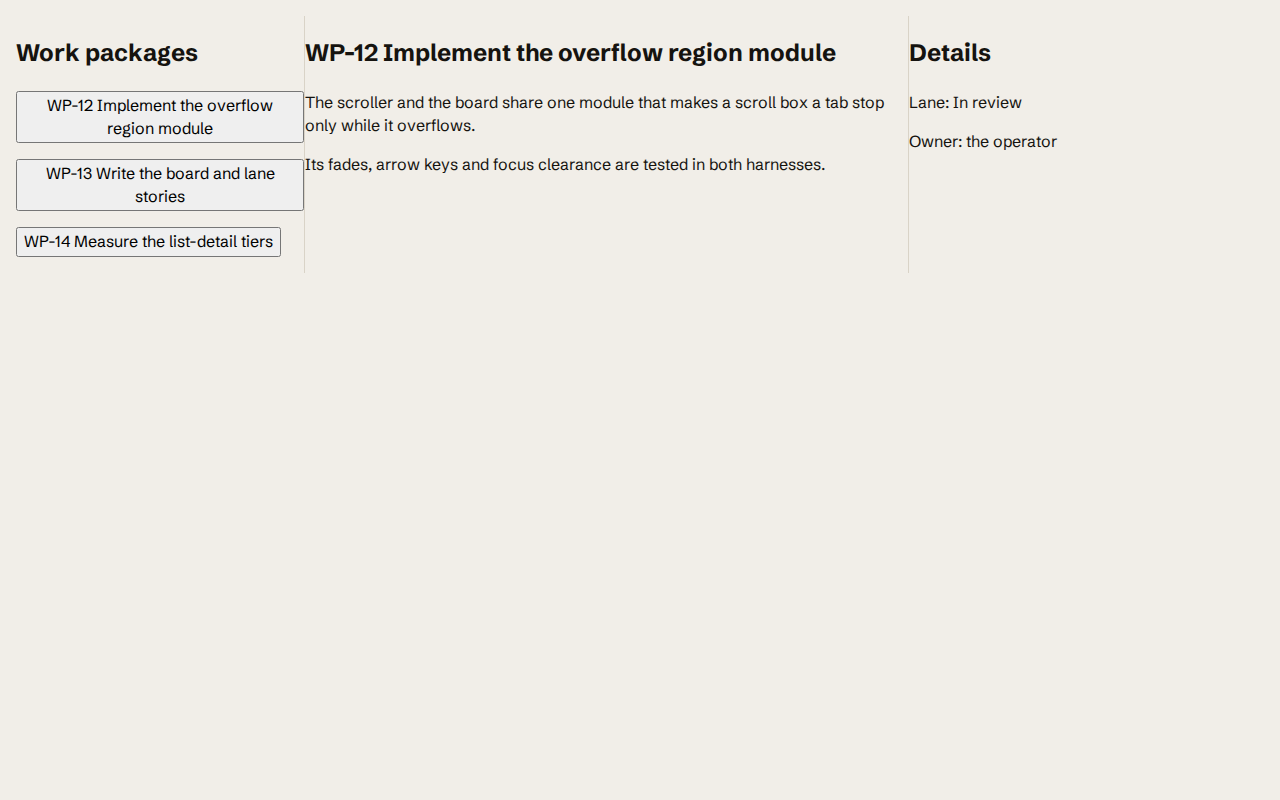 Work packages
WP-12 Implement the overflow
region module
WP-13 Write the board and lane
stories
WP-14 Measure the list-detail tiers
WP-12 Implement the overflow region module
The scroller and the board share one module that makes a scroll box a tab stop
only while it overflows.
Its fades, arrow keys and focus clearance are tested in both harnesses.
Details
Lane: In review
Owner: the operator